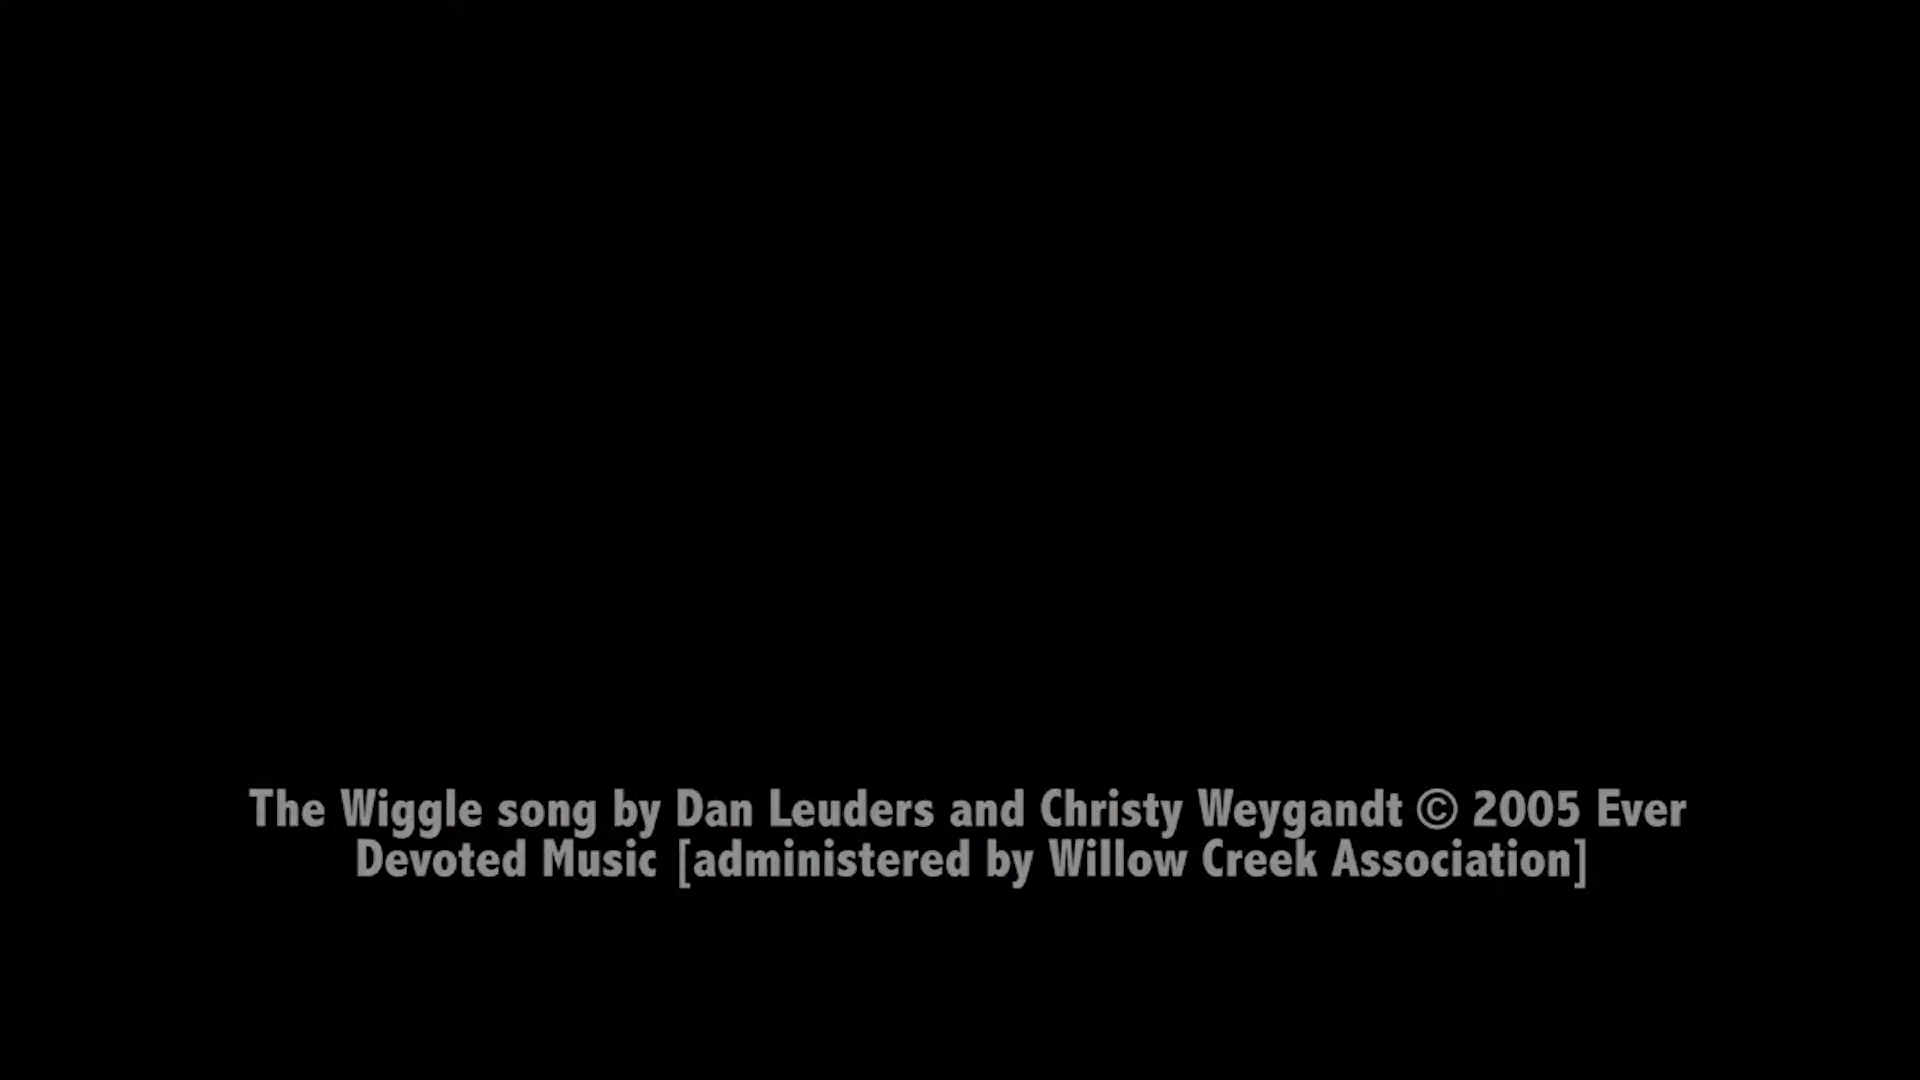 The Wiggle song by Dan Leuders and Christy Weygandt © 2005 Ever
Devoted Music [administered by Willow Creek Association]